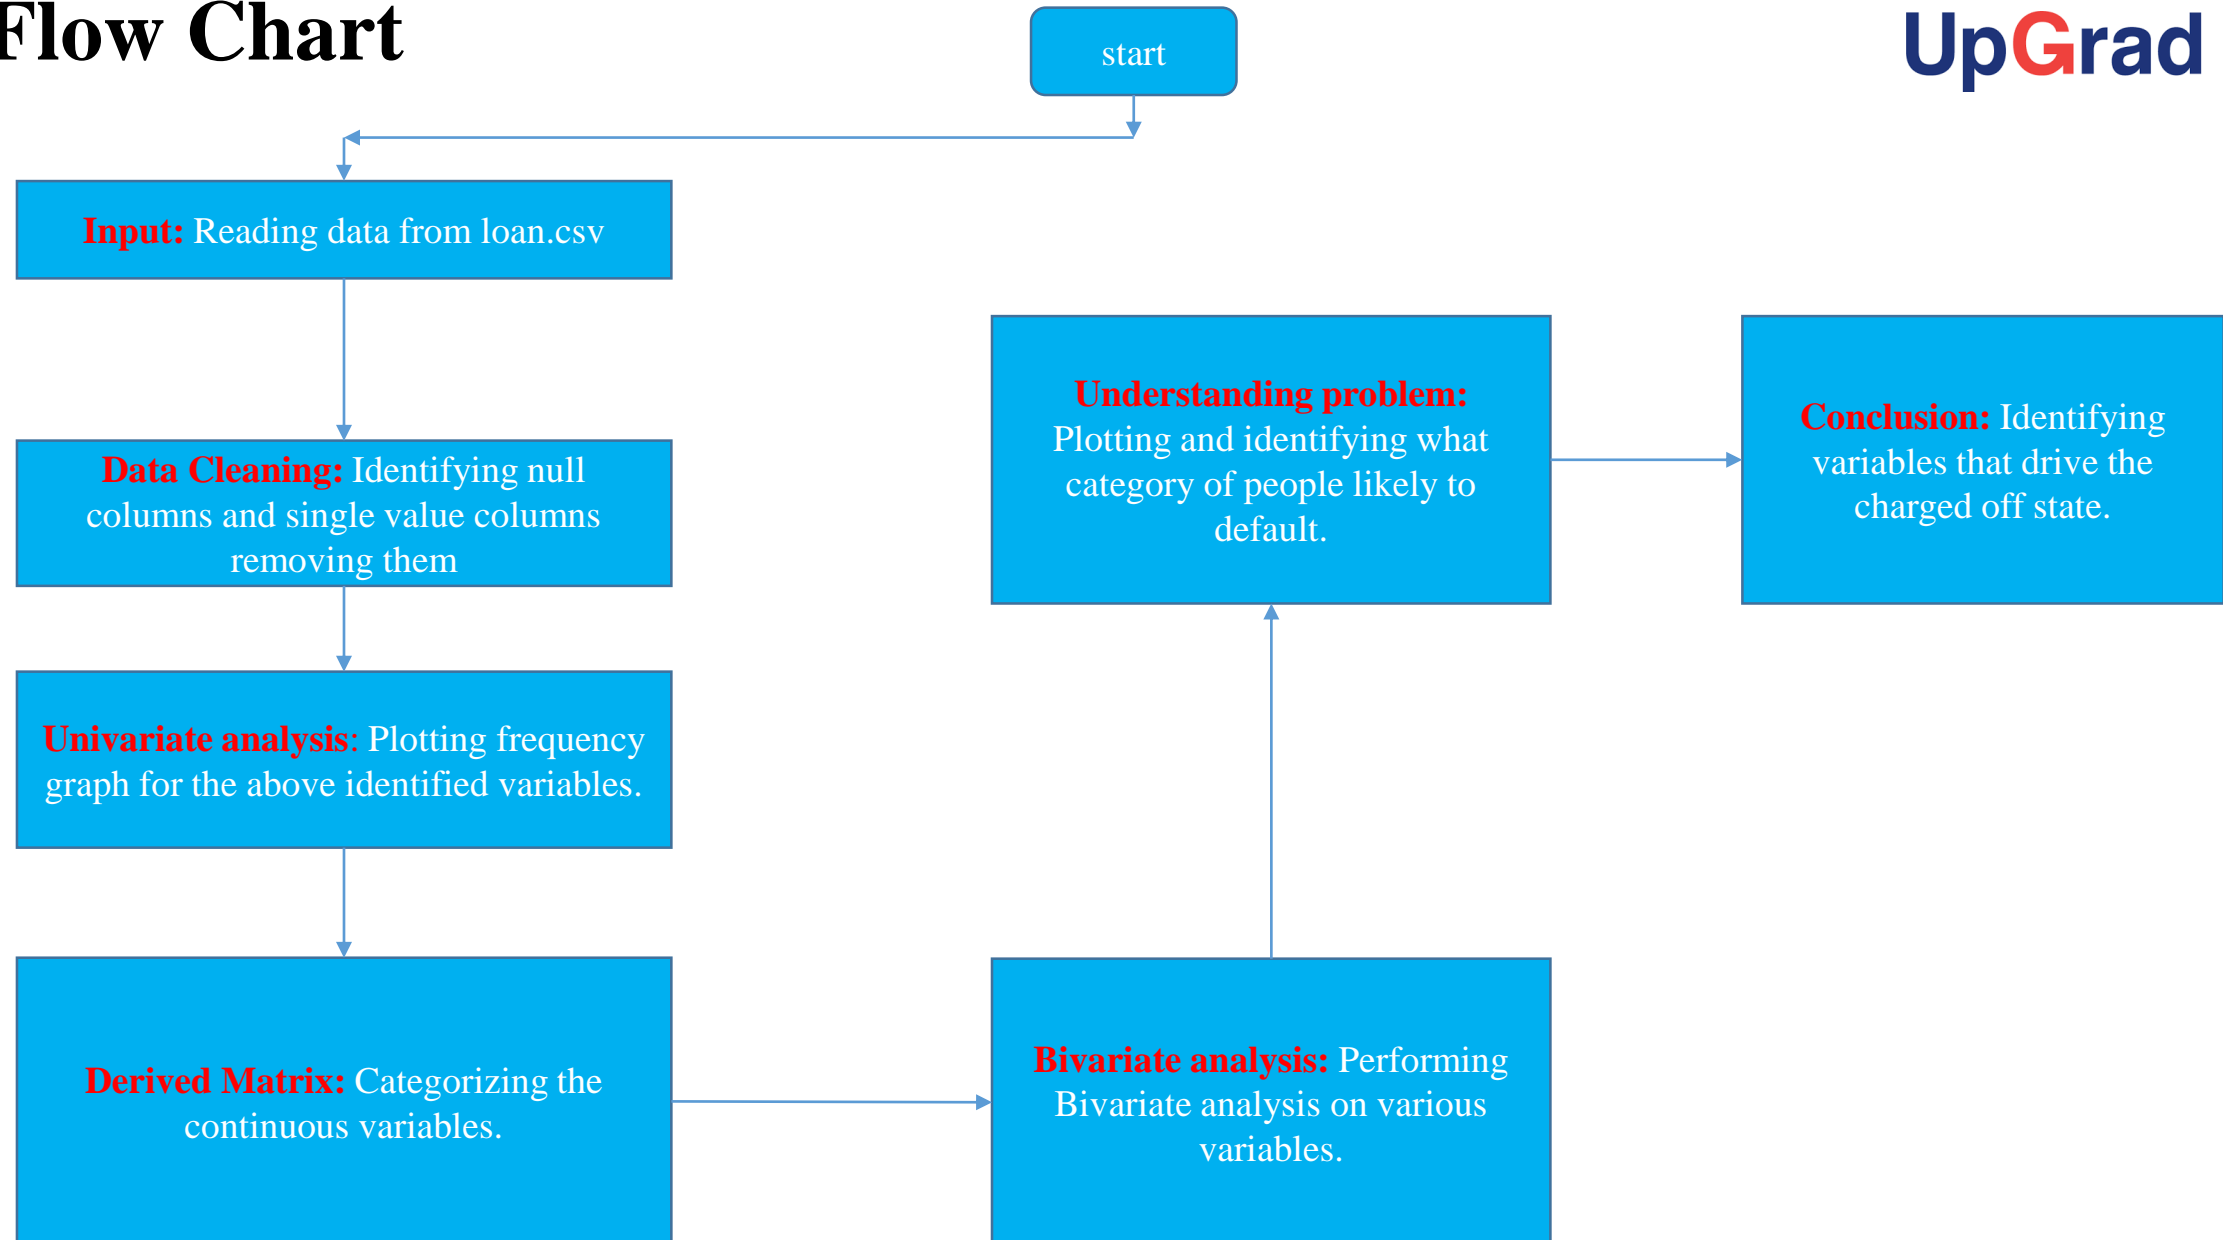 Flow Chart
start
UpGrad
Input: Reading data from loan.csv
Data Cleaning: Identifying null
columns and single value columns
removing them
Univariate analysis: Plotting frequency
graph for the above identified variables.
Derived Matrix: Categorizing the
continuous variables.
Bivariate analysis: Performing
Bivariate analysis on various
variables.
Understanding problem:
Plotting and identifying what
category of people likely to
default.
Conclusion: Identifying
variables that drive the
charged off state.